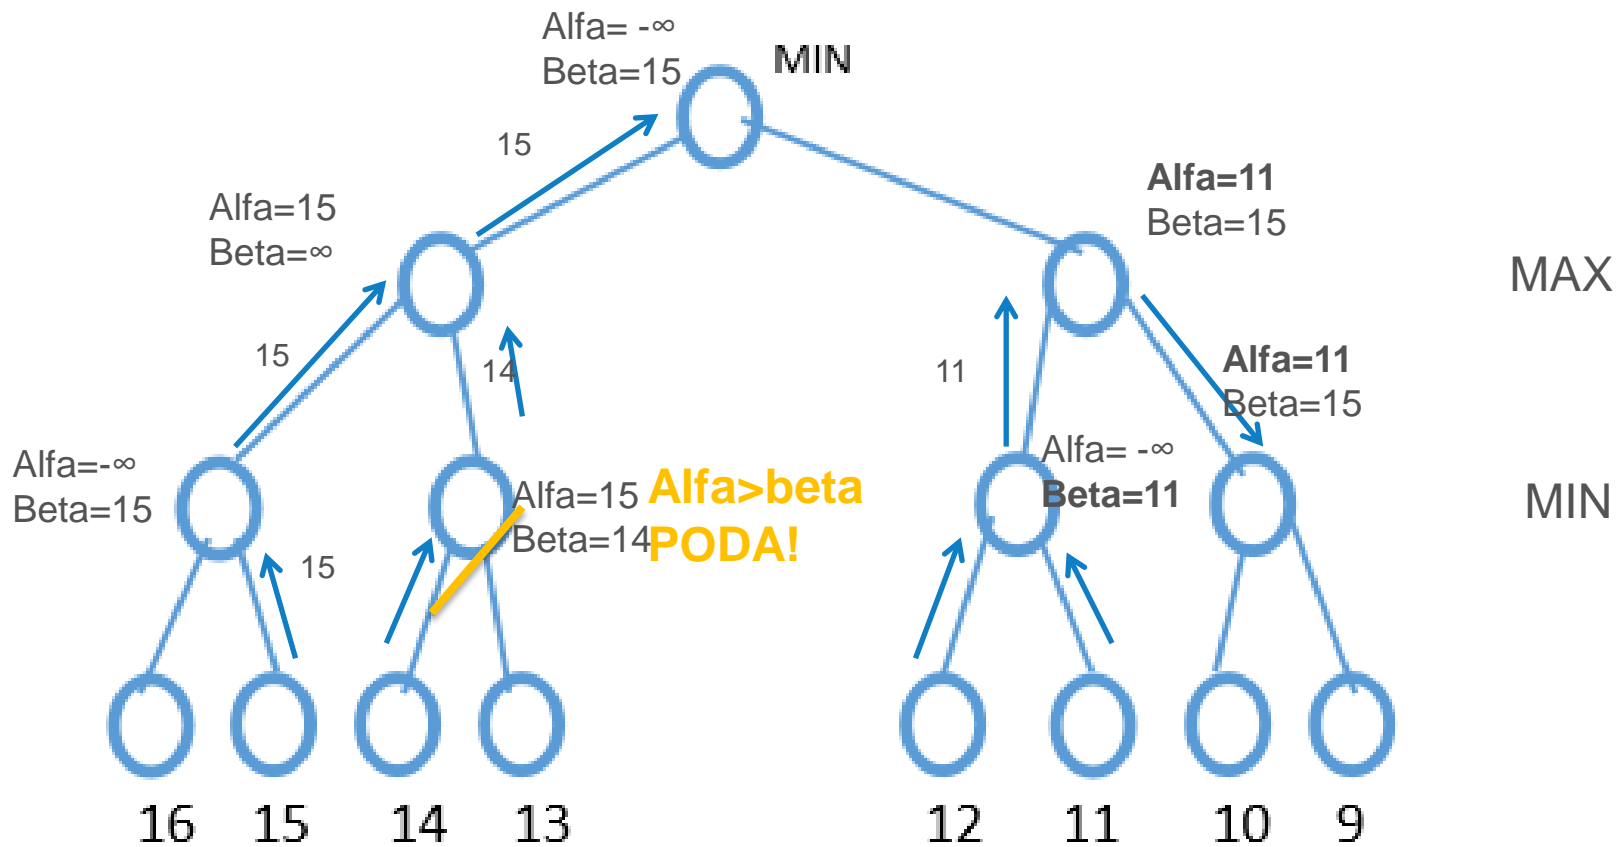 Alfa= -∞
Beta=15
MIN
15
Alfa=15
Beta=∞
Alfa=11
Beta=15
MAX
15
14
11
Alfa=11
Beta=15
Alfa=-∞
Beta=15
15
Alfa=15
Beta=14
Alfa>beta
PODA!
Alfa= -∞
Beta=11
MIN
16 15 14 13 12 11 10 9